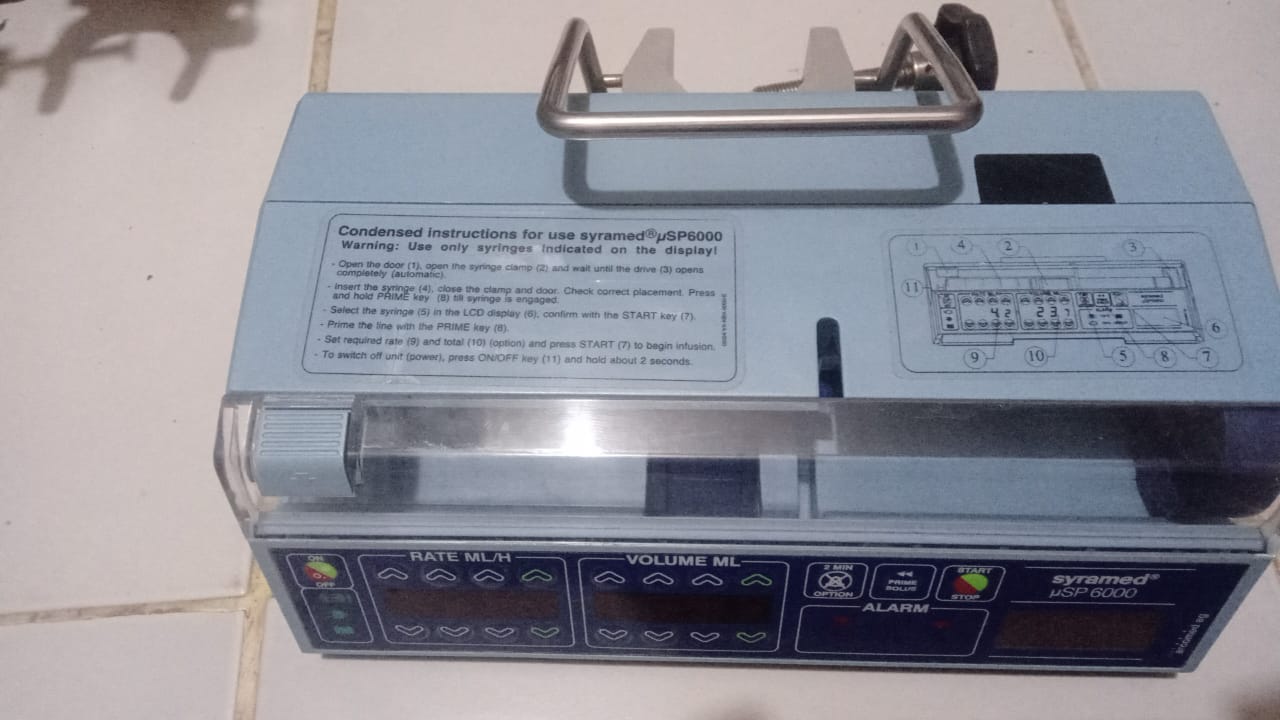 Condensed instructions for use syramed®µSP6000
Warning: Use only syringes indicated on the display!
- Open the door (1), open the syringe clamp (2) and wait until the drive (3) opens
completely (automatic).
- Insert the syringe (4), close the clamp and door. Check correct placement. Press
and hold PRIME key (8) till syringe is engaged.
- Select the syringe (5) in the LCD display (6), confirm with the START key (7).
- Prime the line with the PRIME key (8).
- Set required rate (9) and total (10) (option) and press START (7) to begin infusion.
- To switch off unit (power), press ON/OFF key (11) and hold about 2 seconds.
1 4 2 3
11
6
9 10 5 8 7
ON
OFF
RATE ML/H
VOLUME ML
2 MIN
OPTION
PRIME
BOLUS
START
STOP
ALARM
syramed®
µSP 6000